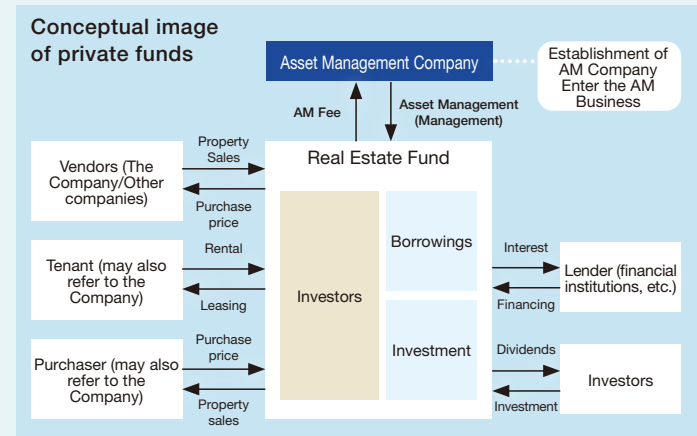 Conceptual image
of private funds
Asset Management Company
Establishment of
AM Company
Enter the AM
Business
AM Fee
Asset Management
(Management)
Vendors (The
Company/Other
companies)
Property
Sales
Purchase
price
Real Estate Fund
Tenant (may also
refer to the
Company)
Rental
Leasing
Purchaser (may also
refer to the
Company)
Purchase
price
Property
sales
Investors
Borrowings
Investment
Interest
Financing
Lender (financial
institutions, etc.)
Dividends
Investment
Investors